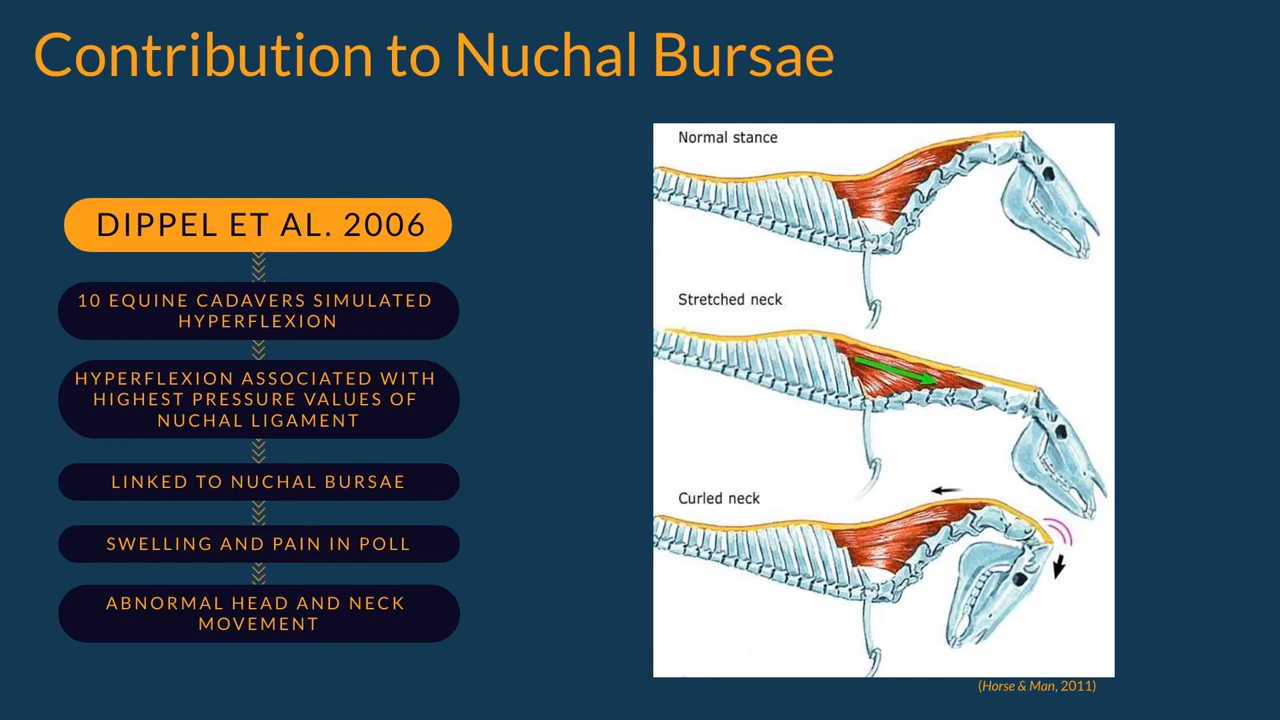 Contribution to Nuchal Bursae
DIPPEL ET AL. 2006
10 EQUINE CADAVERS SIMULATED
HYPERFLEXION
HYPERFLEXION ASSOCIATED WITH
HIGHEST PRESSURE VALUES OF
NUCHAL LIGAMENT
LINKED TO NUCHAL BURSAE
SWELLING AND PAIN IN POLL
ABNORMAL HEAD AND NECK
MOVEMENT
Normal stance
Stretched neck
Curled neck
(Horse & Man, 2011)